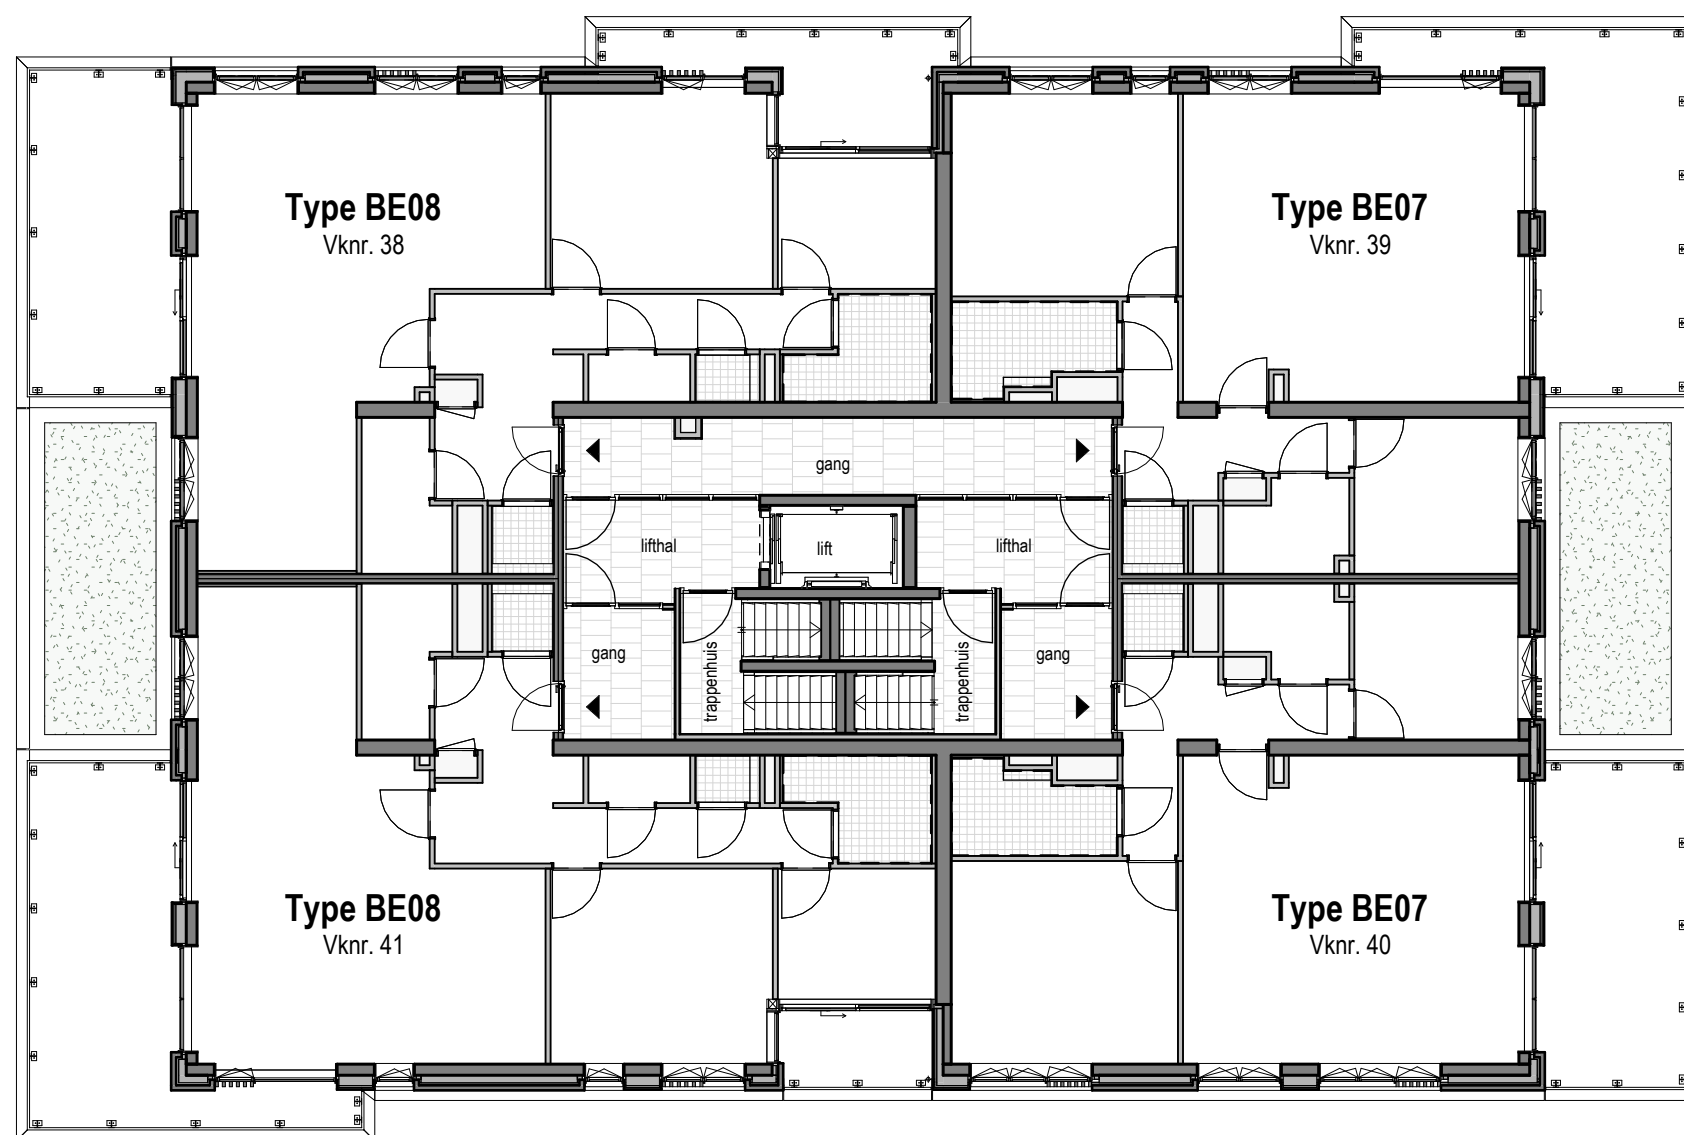 Type BE08
Vknr. 38
Type BE07
Vknr. 39
gang
lifthal
lift
lifthal
gang
trappenhuis
trappenhuis
gang
Type BE08
Vknr. 41
Type BE07
Vknr. 40